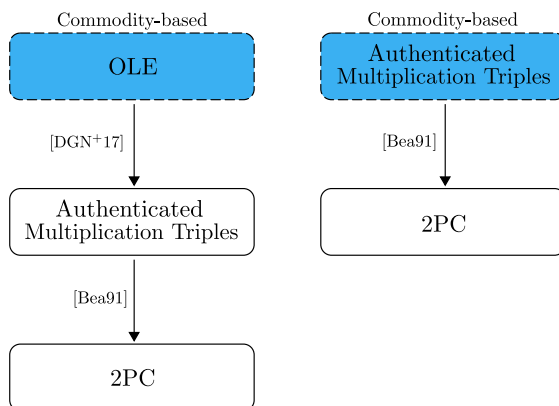 Commodity-based
OLE
[DGN+17]
Authenticated
Multiplication Triples
[Bea91]
2PC
Commodity-based
Authenticated
Multiplication Triples
[Bea91]
2PC